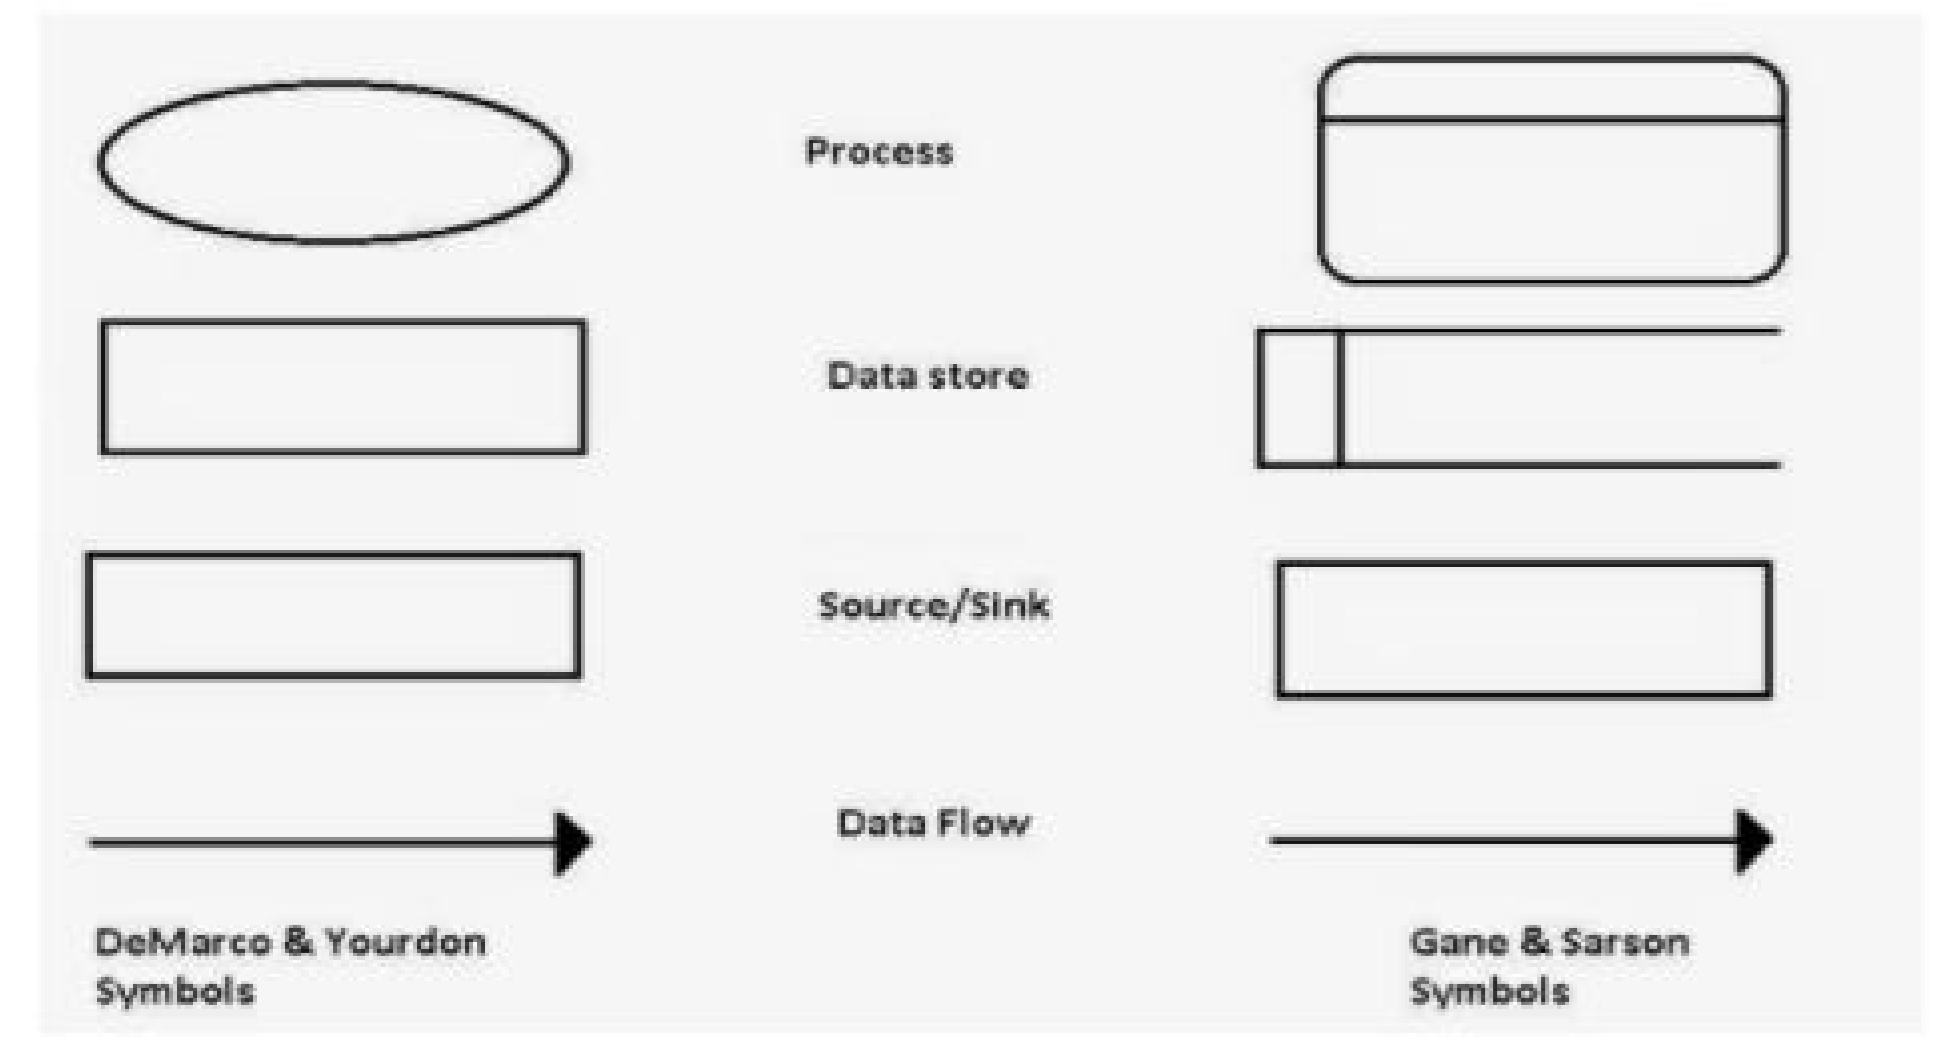 Process
Data store
Source/Sink
Data Flow
DeMarco & Yourdon
Symbols
Gane & Sarson
Symbols